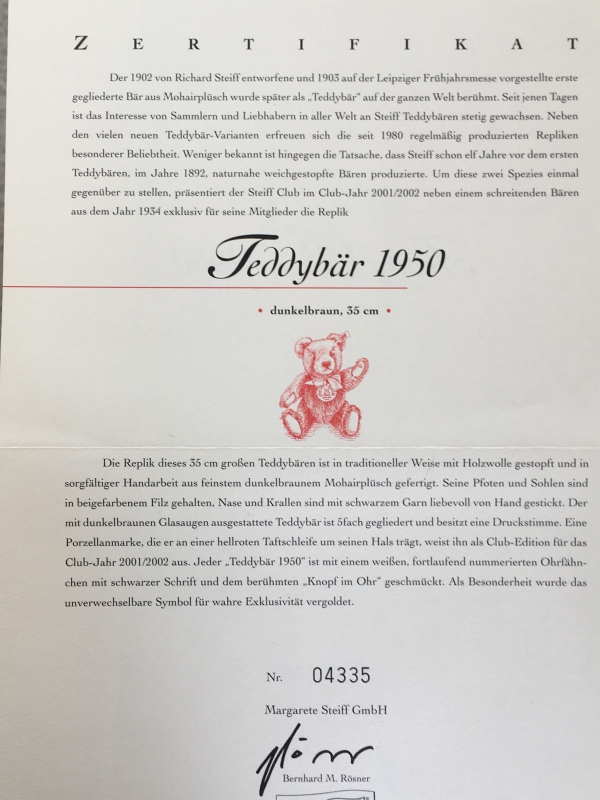 ZERTIFIKAT
Der 1902 von Richard Steiff entworfene und 1903 auf der Leipziger Frühjahrsmesse vorgestellte erste
gegliederte Bär aus Mohairplüsch wurde später als „Teddybär" auf der ganzen Welt berühmt. Seit jenen Tagen
ist das Interesse von Sammlern und Liebhabern in aller Welt an Steiff Teddybären stetig gewachsen. Neben
den vielen neuen Teddybär-Varianten erfreuen sich die seit 1980 regelmäßig produzierten Repliken
besonderer Beliebtheit. Weniger bekannt ist hingegen die Tatsache, dass Steiff schon elf Jahre vor dem ersten
Teddybären, im Jahre 1892, naturnahe weichgestopfte Bären produzierte. Um diese zwei Spezies einmal
gegenüber zu stellen, präsentiert der Steiff Club im Club-Jahr 2001/2002 neben einem schreitenden Bären
aus dem Jahr 1934 exklusiv für seine Mitglieder die Replik
Teddybär 1950
• dunkelbraun, 35 cm •
Die Replik dieses 35 cm großen Teddybären ist in traditioneller Weise mit Holzwolle gestopft und in
sorgfältiger Handarbeit aus feinstem dunkelbraunem Mohairplüsch gefertigt. Seine Pfoten und Sohlen sind
in beigefarbenem Filz gehalten, Nase und Krallen sind mit schwarzem Garn liebevoll von Hand gestickt. Der
mit dunkelbraunen Glasaugen ausgestattete Teddybär ist 5fach gegliedert und besitzt eine Druckstimme. Eine
Porzellanmarke, die er an einer hellroten Taftschleife um seinen Hals trägt, weist ihn als Club-Edition für das
Club-Jahr 2001/2002 aus. Jeder „Teddybär 1950" ist mit einem weißen, fortlaufend nummerierten Ohrfähn-
chen mit schwarzer Schrift und dem berühmten „Knopf im Ohr" geschmückt. Als Besonderheit wurde das
unverwechselbare Symbol für wahre Exklusivität vergoldet.
Nr. 04335
Margarete Steiff GmbH
Bernhard M. Rösner